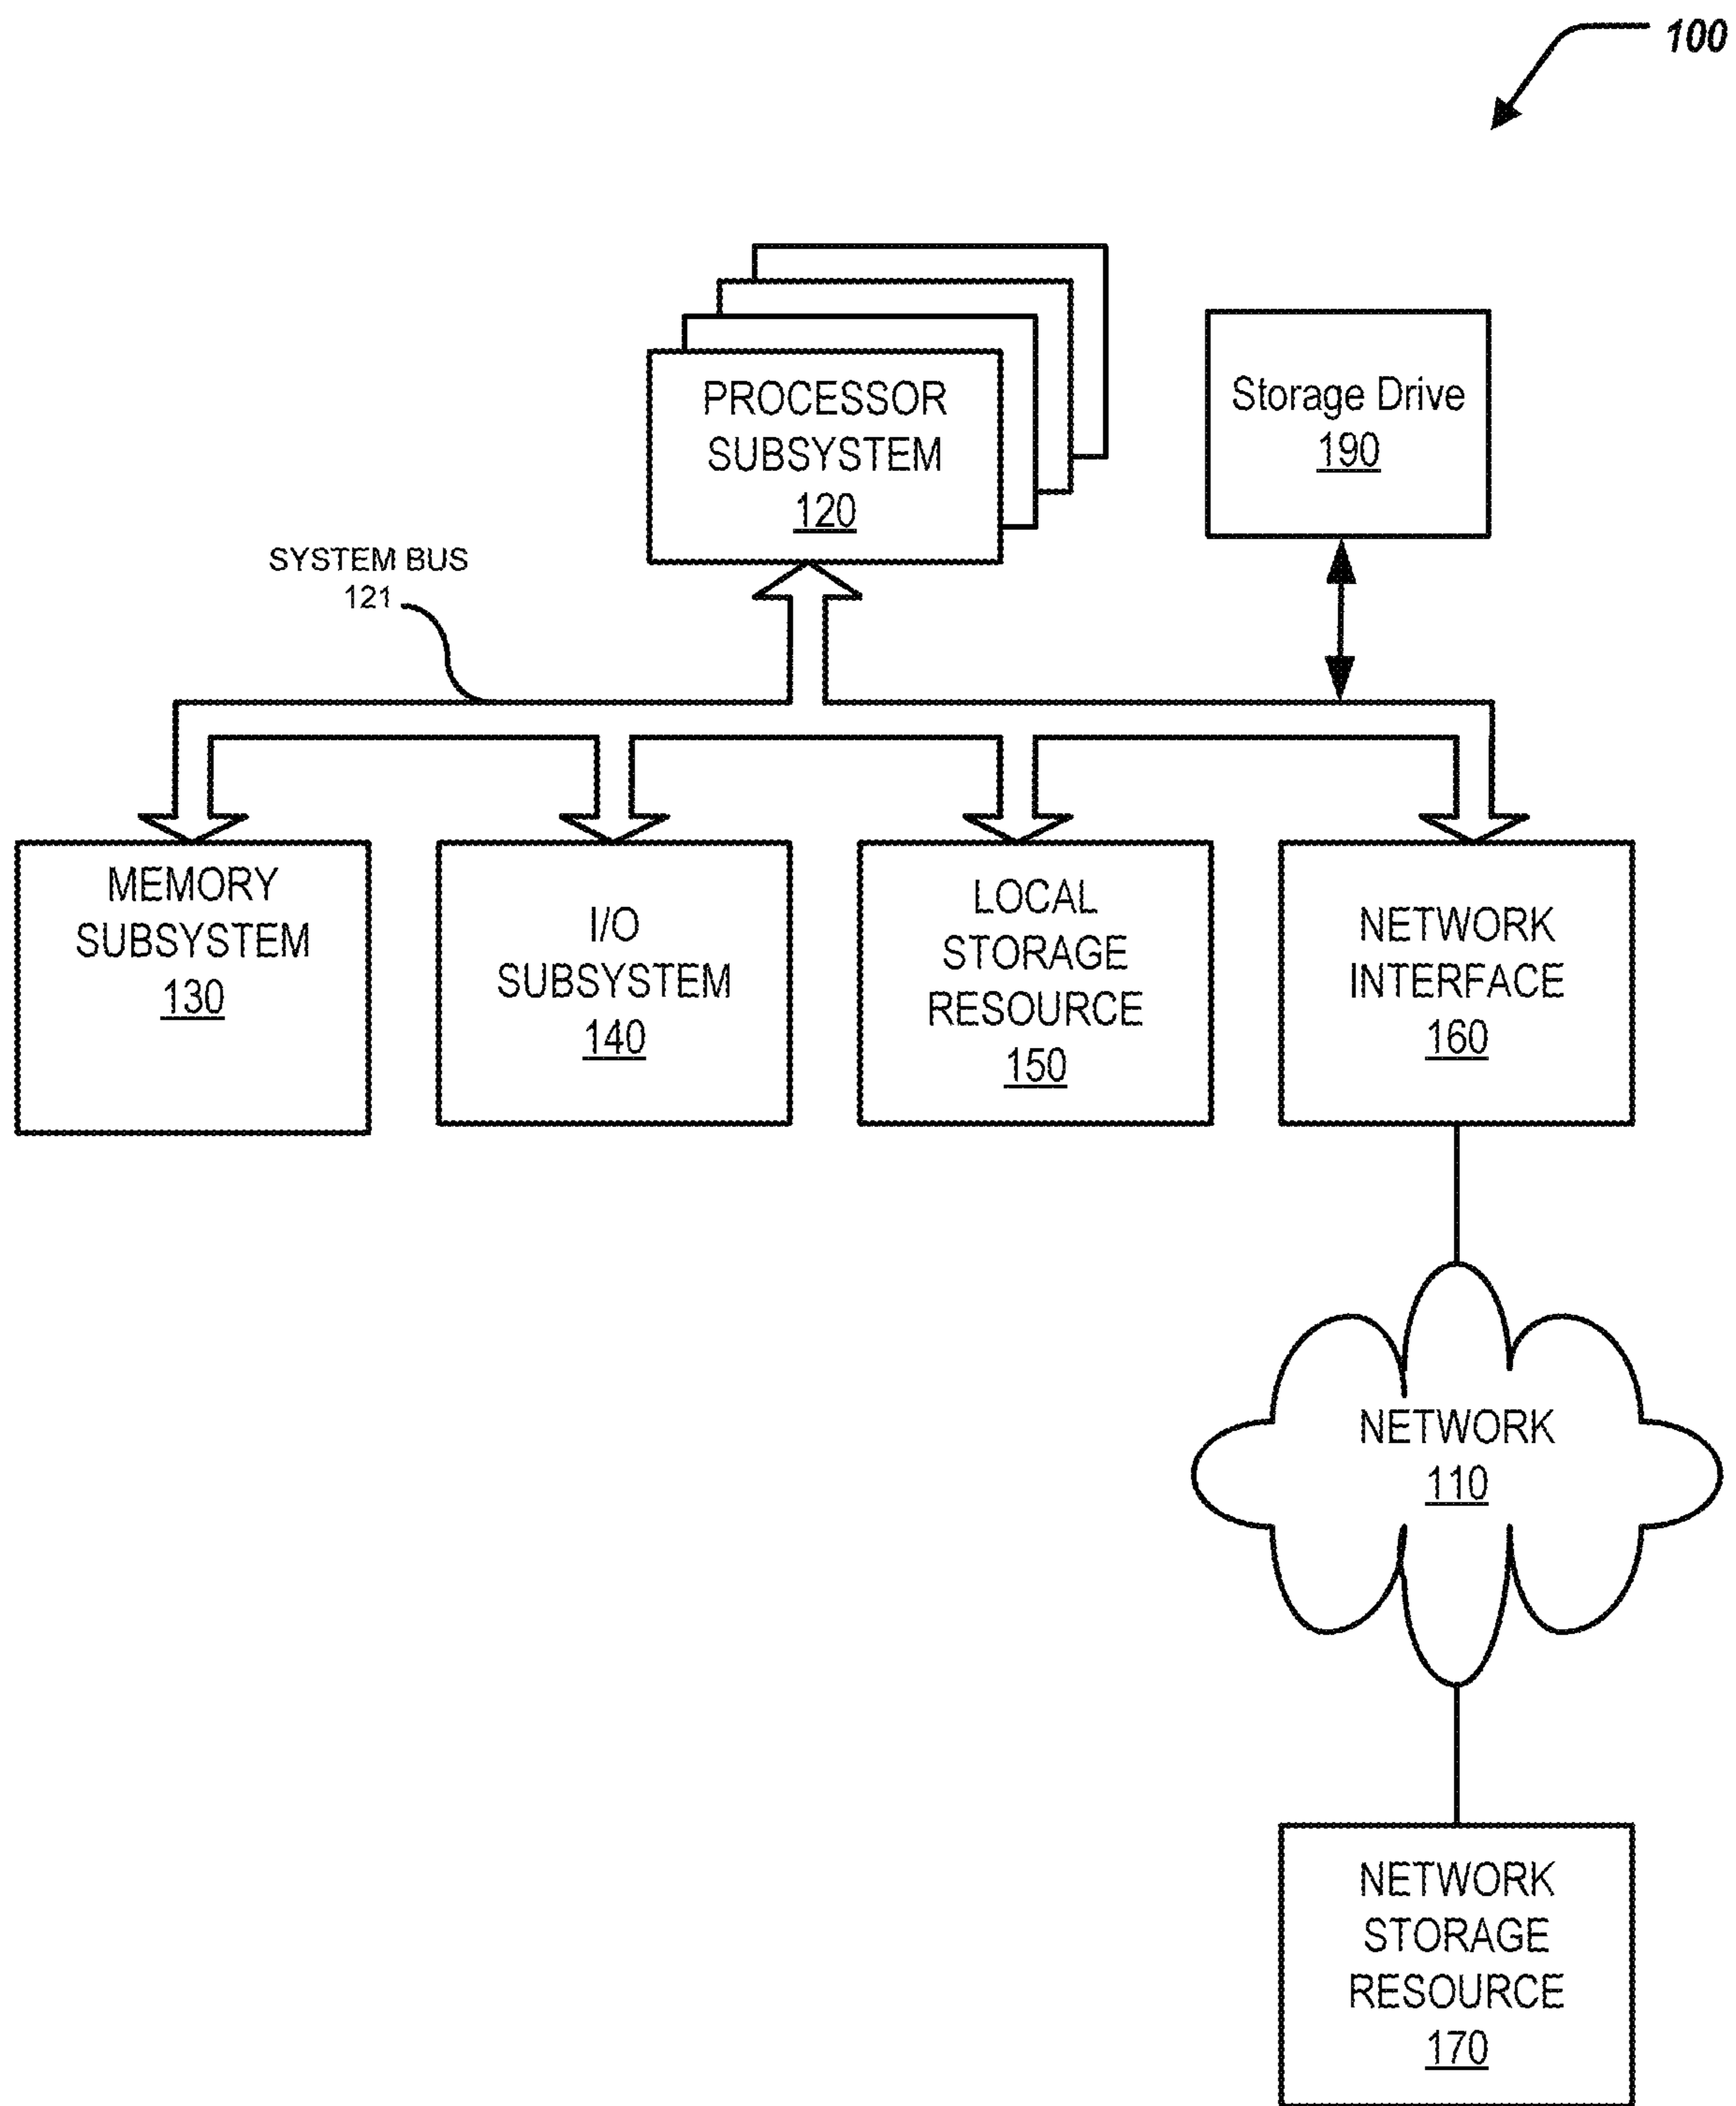 100
PROCESSOR
SUBSYSTEM
120
Storage Drive
190
SYSTEM BUS
121
MEMORY
SUBSYSTEM
130
I/O
SUBSYSTEM
140
LOCAL
STORAGE
RESOURCE
150
NETWORK
INTERFACE
160
NETWORK
110
NETWORK
STORAGE
RESOURCE
170